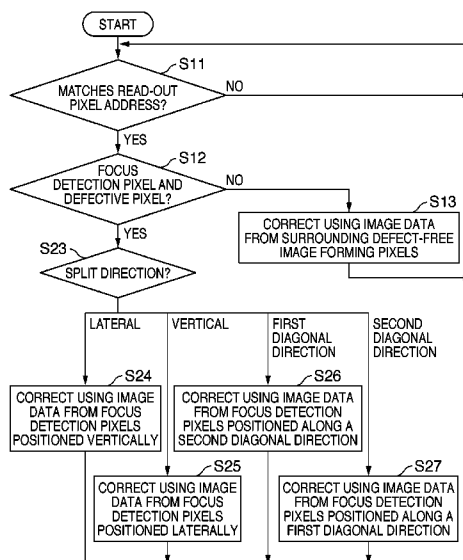 START
S11
MATCHES READ-OUT
PIXEL ADDRESS?
NO
YES
S12
FOCUS
DETECTION PIXEL AND
DEFECTIVE PIXEL?
NO
YES
S13
CORRECT USING IMAGE DATA
FROM SURROUNDING DEFECT-FREE
IMAGE FORMING PIXELS
S23
SPLIT DIRECTION?
LATERAL
VERTICAL
FIRST
DIAGONAL
DIRECTION
SECOND
DIAGONAL
DIRECTION
S24
CORRECT USING IMAGE
DATA FROM FOCUS
DETECTION PIXELS
POSITIONED VERTICALLY
S26
CORRECT USING IMAGE DATA
FROM FOCUS DETECTION
PIXELS POSITIONED ALONG A
SECOND DIAGONAL DIRECTION
S25
CORRECT USING IMAGE
DATA FROM FOCUS
DETECTION PIXELS
POSITIONED LATERALLY
S27
CORRECT USING IMAGE DATA
FROM FOCUS DETECTION
PIXELS POSITIONED ALONG A
FIRST DIAGONAL DIRECTION